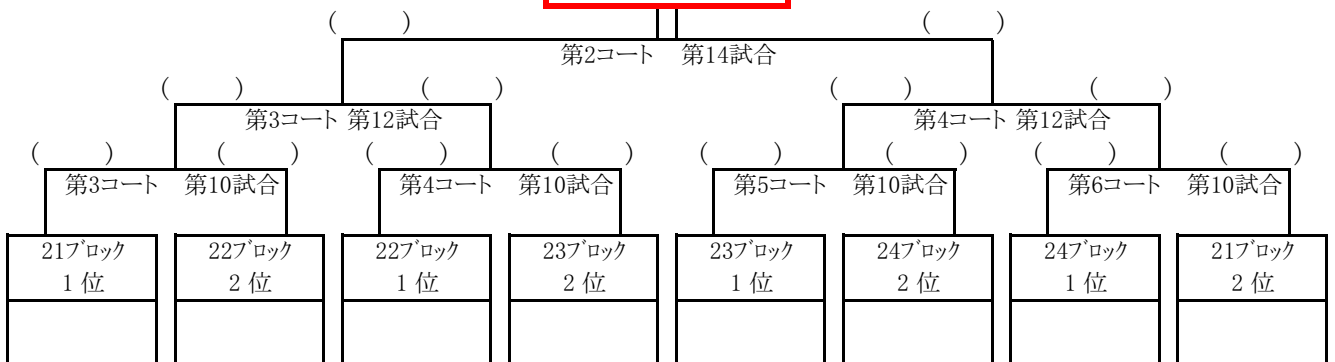 (　　　)　(　　　)
第2コート　第14試合
(　　　)　(　　　)　(　　　)　(　　　)
第3コート 第12試合　第4コート 第12試合
(　　　)　(　　　)　(　　　)　(　　　)　(　　　)　(　　　)　(　　　)　(　　　)
第3コート　第10試合　第4コート　第10試合　第5コート　第10試合　第6コート　第10試合
21ブロック　22ブロック　22ブロック　23ブロック　23ブロック　24ブロック　24ブロック　21ブロック
1 位　2 位　1 位　2 位　1 位　2 位　1 位　2 位